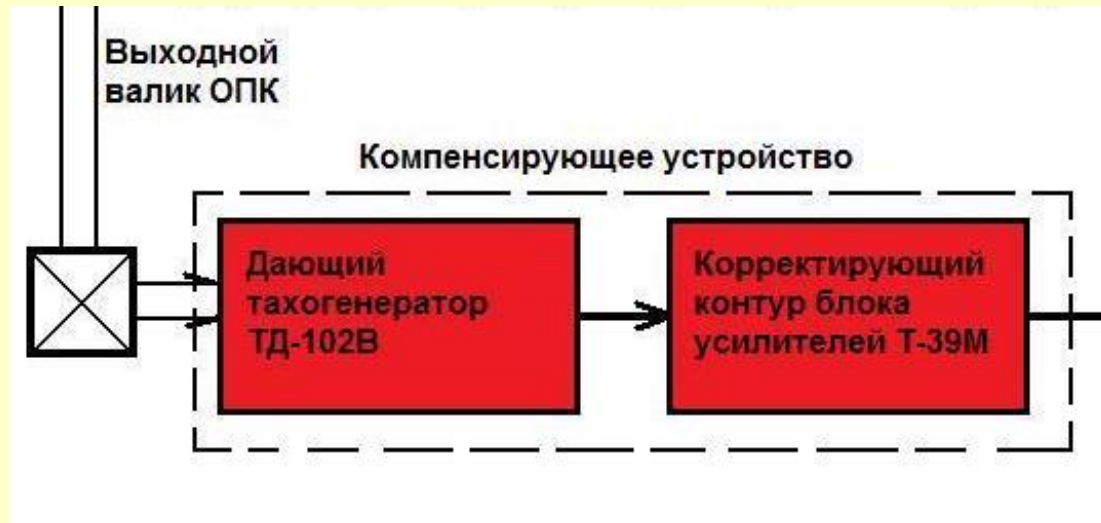 Выходной
валик ОПК
Компенсирующее устройство
Дающий
тахогенератор
ТД-102В
Корректирующий
контур блока
усилителей Т-39М